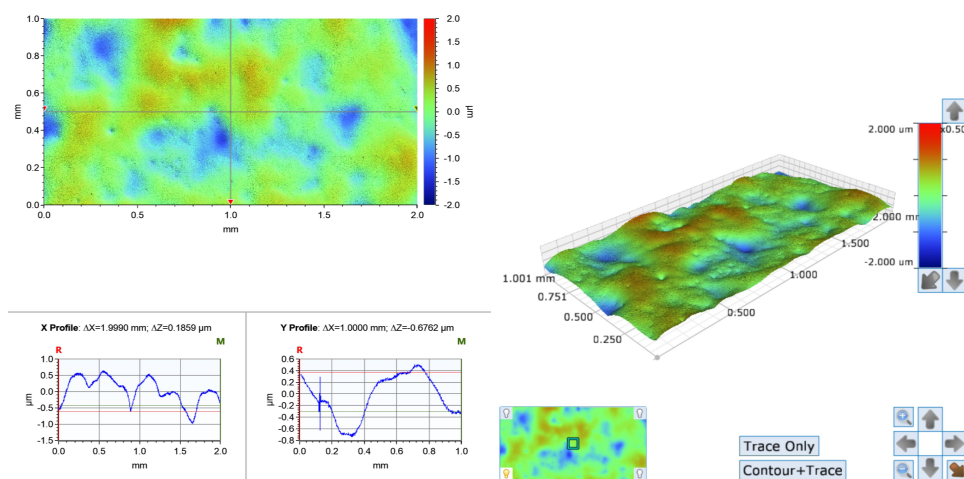 1.0
0.8
0.6
0.4
0.2
0.0
mm
0.0
0.5
1.0
1.5
2.0
mm
2.0
1.5
1.0
0.5
0.0
-0.5
-1.0
-1.5
-2.0
µm
2.000 um
x0.50
-2.000 um
2.000 mm
1.500
1.000
0.500
1.001 mm
0.751
0.500
0.250
X Profile: ΔX=1.9990 mm; ΔZ=0.1859 µm
M
R
1.0
0.5
0.0
-0.5
-1.0
-1.5
µm
0.0
0.5
1.0
1.5
2.0
mm
Y Profile: ΔX=1.0000 mm; ΔZ=-0.6762 µm
M
R
0.6
0.4
0.2
-0.0
-0.3
-0.4
-0.6
-0.8
µm
0.0
0.2
0.4
0.6
0.8
1.0
mm
Trace Only
Contour+Trace